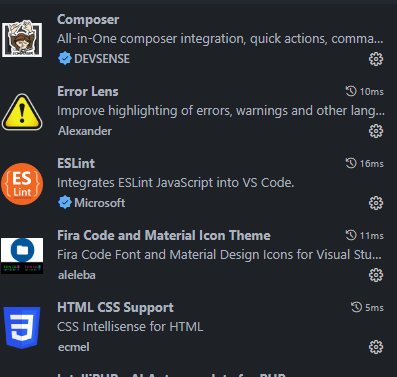 Composer
All-in-One composer integration, quick actions, comma...
DEVSENSE
Error Lens
10ms
Improve highlighting of errors, warnings and other lang...
Alexander
ES
Lint
ESLint
16ms
Integrates ESLint JavaScript into VS Code.
Microsoft
Fira Code and Material Icon Theme
11ms
Fira Code Font and Material Design Icons for Visual Stu...
aleleba
HTML CSS Support
5ms
CSS Intellisense for HTML
ecmel